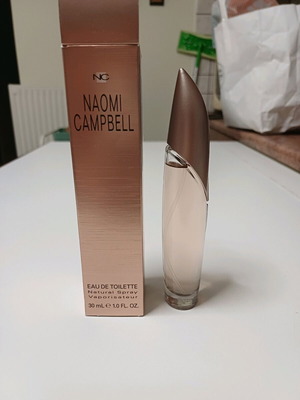 NC
NAOMI
CAMPBELL
EAU DE TOILETTE
Natural Spray
Vaporisateur
30 mL ℮ 1.0 FL. OZ.